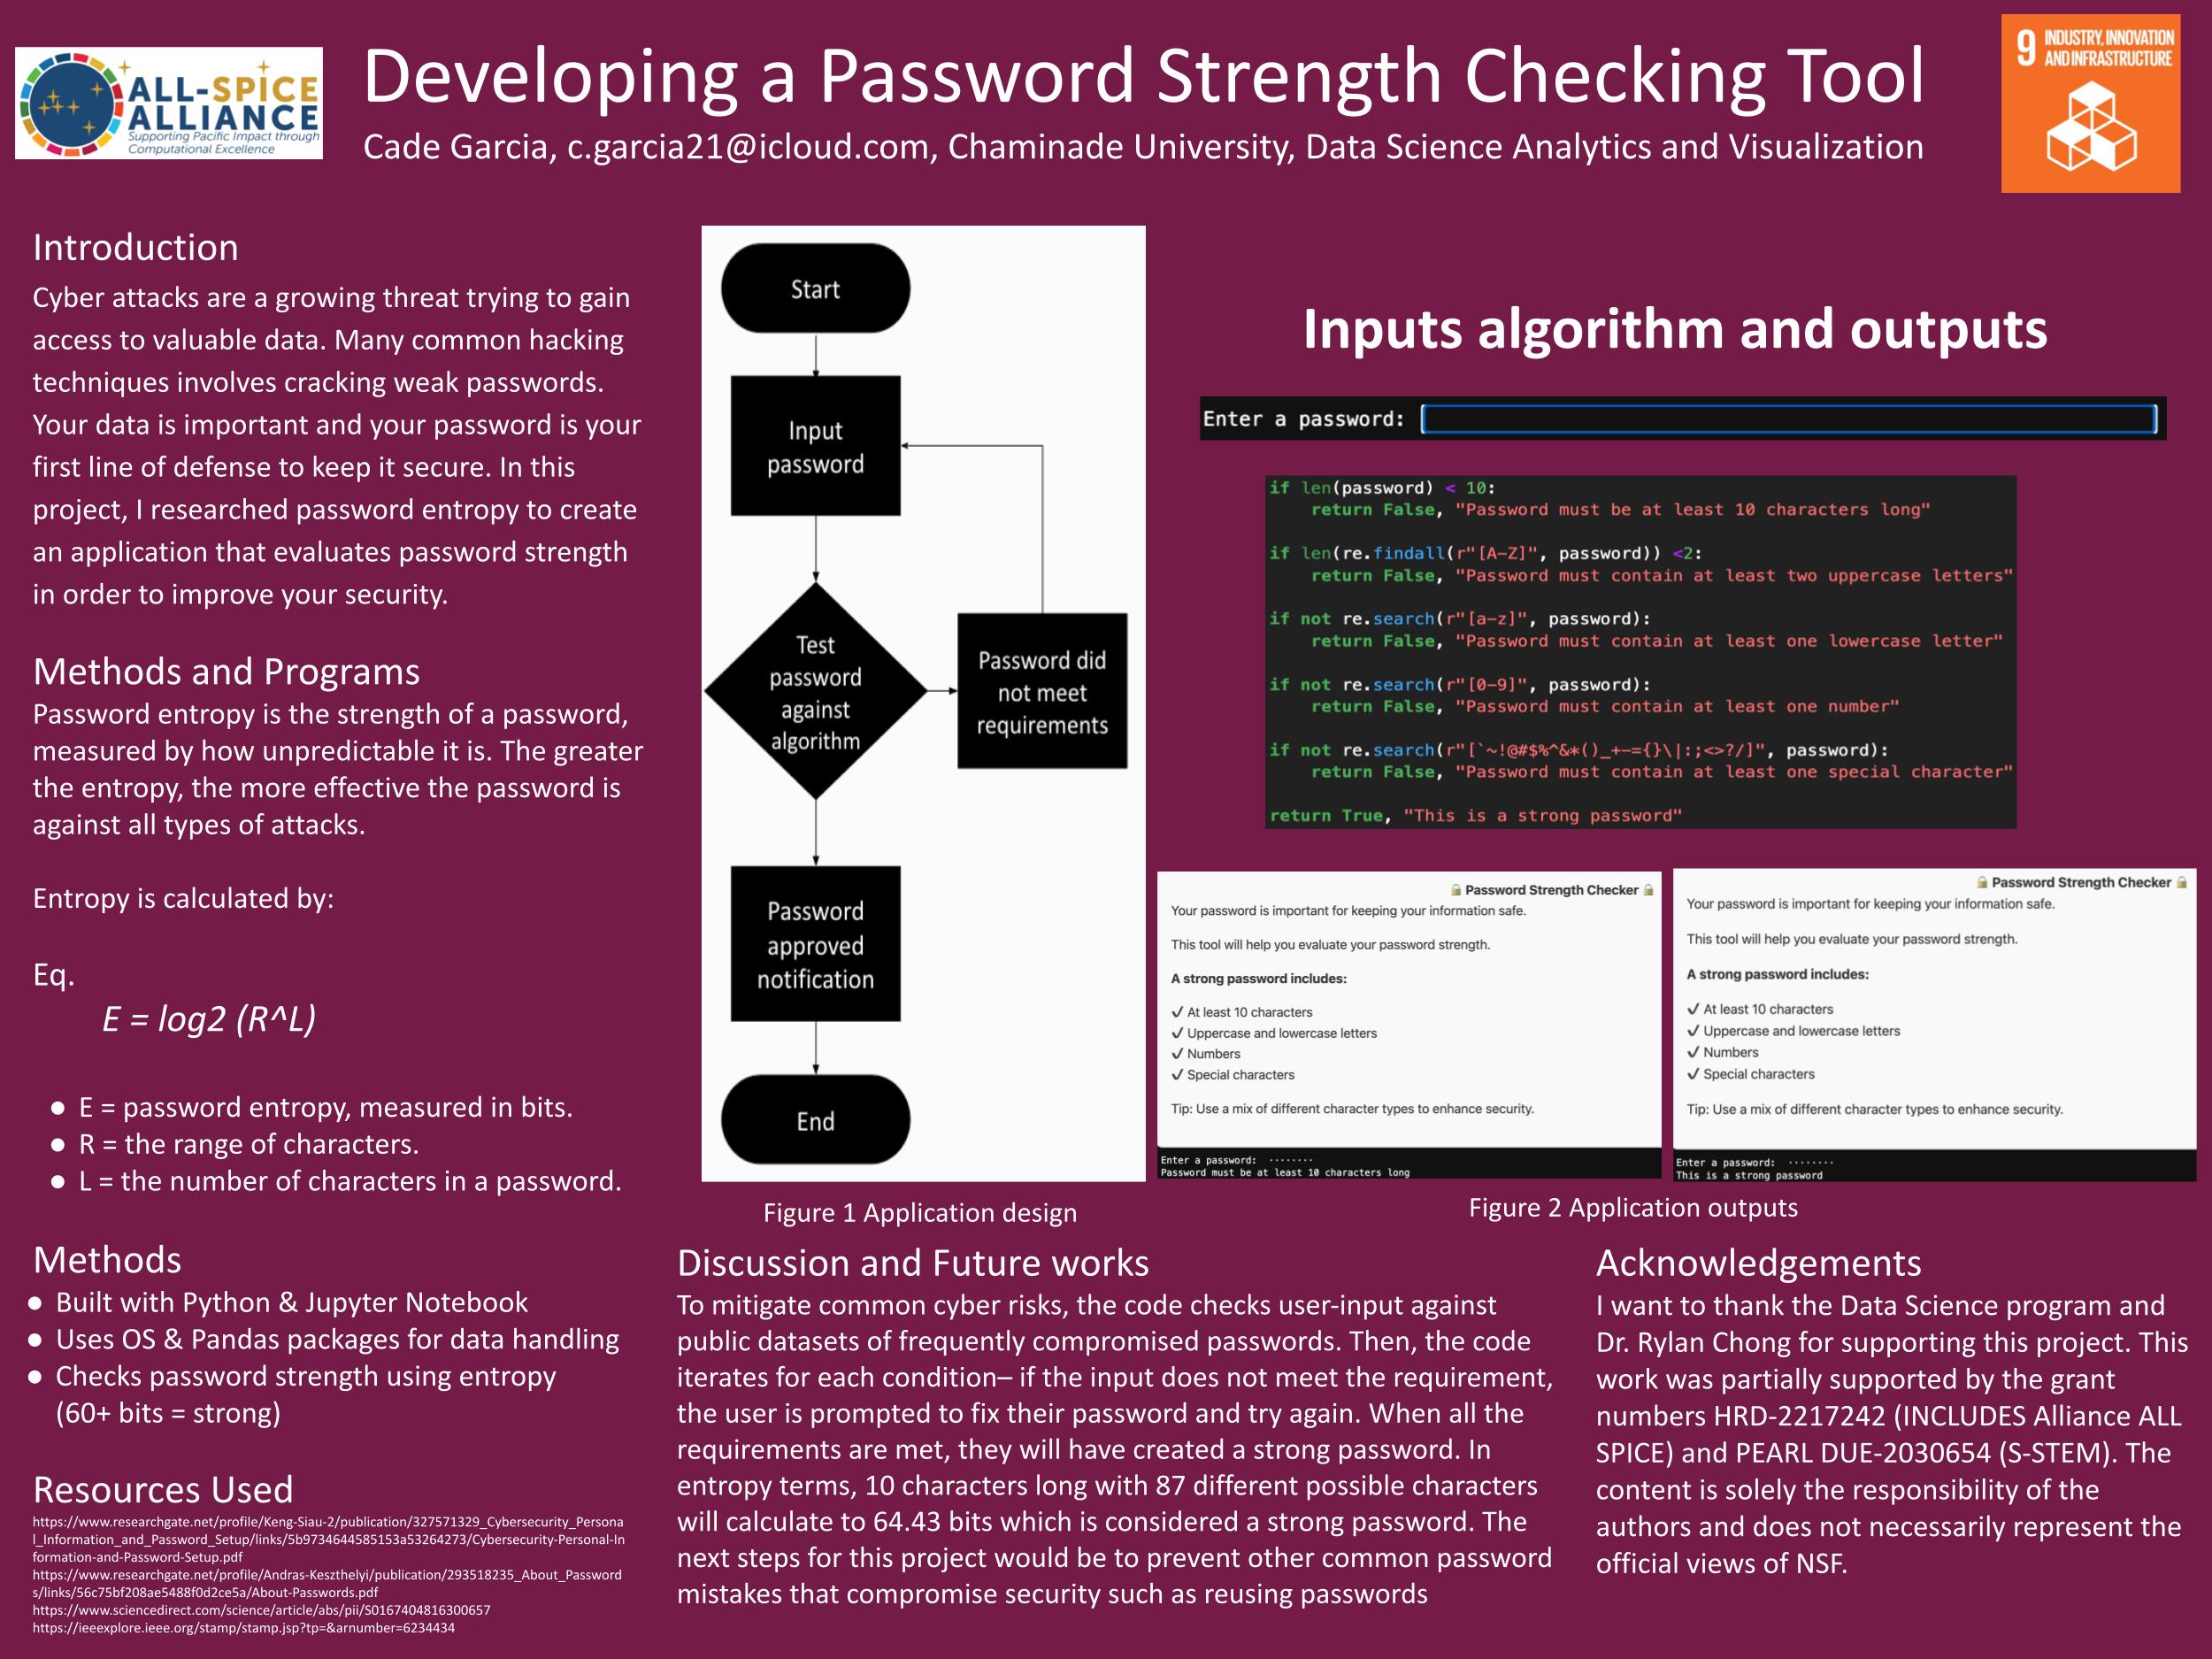 ALL-SPICE
ALLIANCE
Supporting Pacific Impact through
Computational Excellence
Developing a Password Strength Checking Tool
Cade Garcia, c.garcia21@icloud.com, Chaminade University, Data Science Analytics and Visualization
9 INDUSTRY, INNOVATION
AND INFRASTRUCTURE
Introduction
Cyber attacks are a growing threat trying to gain
access to valuable data. Many common hacking
techniques involves cracking weak passwords.
Your data is important and your password is your
first line of defense to keep it secure. In this
project, I researched password entropy to create
an application that evaluates password strength
in order to improve your security.
Methods and Programs
Password entropy is the strength of a password,
measured by how unpredictable it is. The greater
the entropy, the more effective the password is
against all types of attacks.
Entropy is calculated by:
Eq.
E = log2 (R^L)
● E = password entropy, measured in bits.
● R = the range of characters.
● L = the number of characters in a password.
Methods
● Built with Python & Jupyter Notebook
● Uses OS & Pandas packages for data handling
● Checks password strength using entropy
(60+ bits = strong)
Resources Used
https://www.researchgate.net/profile/Keng-Siau-2/publication/327571329_Cybersecurity_Persona
l_Information_and_Password_Setup/links/5b9734644585153a53264273/Cybersecurity-Personal-In
formation-and-Password-Setup.pdf
https://www.researchgate.net/profile/Andras-Keszthelyi/publication/293518235_About_Password
s/links/56c75bf208ae5488f0d2ce5a/About-Passwords.pdf
https://www.sciencedirect.com/science/article/abs/pii/S0167404816300657
https://ieeexplore.ieee.org/stamp/stamp.jsp?tp=&arnumber=6234434
Start
Input
password
Test
password
against
algorithm
Password did
not meet
requirements
Password
approved
notification
End
Figure 1 Application design
Inputs algorithm and outputs
Enter a password:
if len(password) < 10:
return False, "Password must be at least 10 characters long"
if len(re.findall(r"[A-Z]", password)) <2:
return False, "Password must contain at least two uppercase letters"
if not re.search(r"[a-z]", password):
return False, "Password must contain at least one lowercase letter"
if not re.search(r"[0-9]", password):
return False, "Password must contain at least one number"
if not re.search(r"[`~!@#$%^&*()_+-={}\|:;<>?/]", password):
return False, "Password must contain at least one special character"
return True, "This is a strong password"
🔒 Password Strength Checker 🔒
Your password is important for keeping your information safe.
This tool will help you evaluate your password strength.
A strong password includes:
✓ At least 10 characters
✓ Uppercase and lowercase letters
✓ Numbers
✓ Special characters
Tip: Use a mix of different character types to enhance security.
Enter a password: ········
Password must be at least 10 characters long
🔒 Password Strength Checker 🔒
Your password is important for keeping your information safe.
This tool will help you evaluate your password strength.
A strong password includes:
✓ At least 10 characters
✓ Uppercase and lowercase letters
✓ Numbers
✓ Special characters
Tip: Use a mix of different character types to enhance security.
Enter a password: ········
This is a strong password
Figure 2 Application outputs
Discussion and Future works
To mitigate common cyber risks, the code checks user-input against
public datasets of frequently compromised passwords. Then, the code
iterates for each condition– if the input does not meet the requirement,
the user is prompted to fix their password and try again. When all the
requirements are met, they will have created a strong password. In
entropy terms, 10 characters long with 87 different possible characters
will calculate to 64.43 bits which is considered a strong password. The
next steps for this project would be to prevent other common password
mistakes that compromise security such as reusing passwords
Acknowledgements
I want to thank the Data Science program and
Dr. Rylan Chong for supporting this project. This
work was partially supported by the grant
numbers HRD-2217242 (INCLUDES Alliance ALL
SPICE) and PEARL DUE-2030654 (S-STEM). The
content is solely the responsibility of the
authors and does not necessarily represent the
official views of NSF.